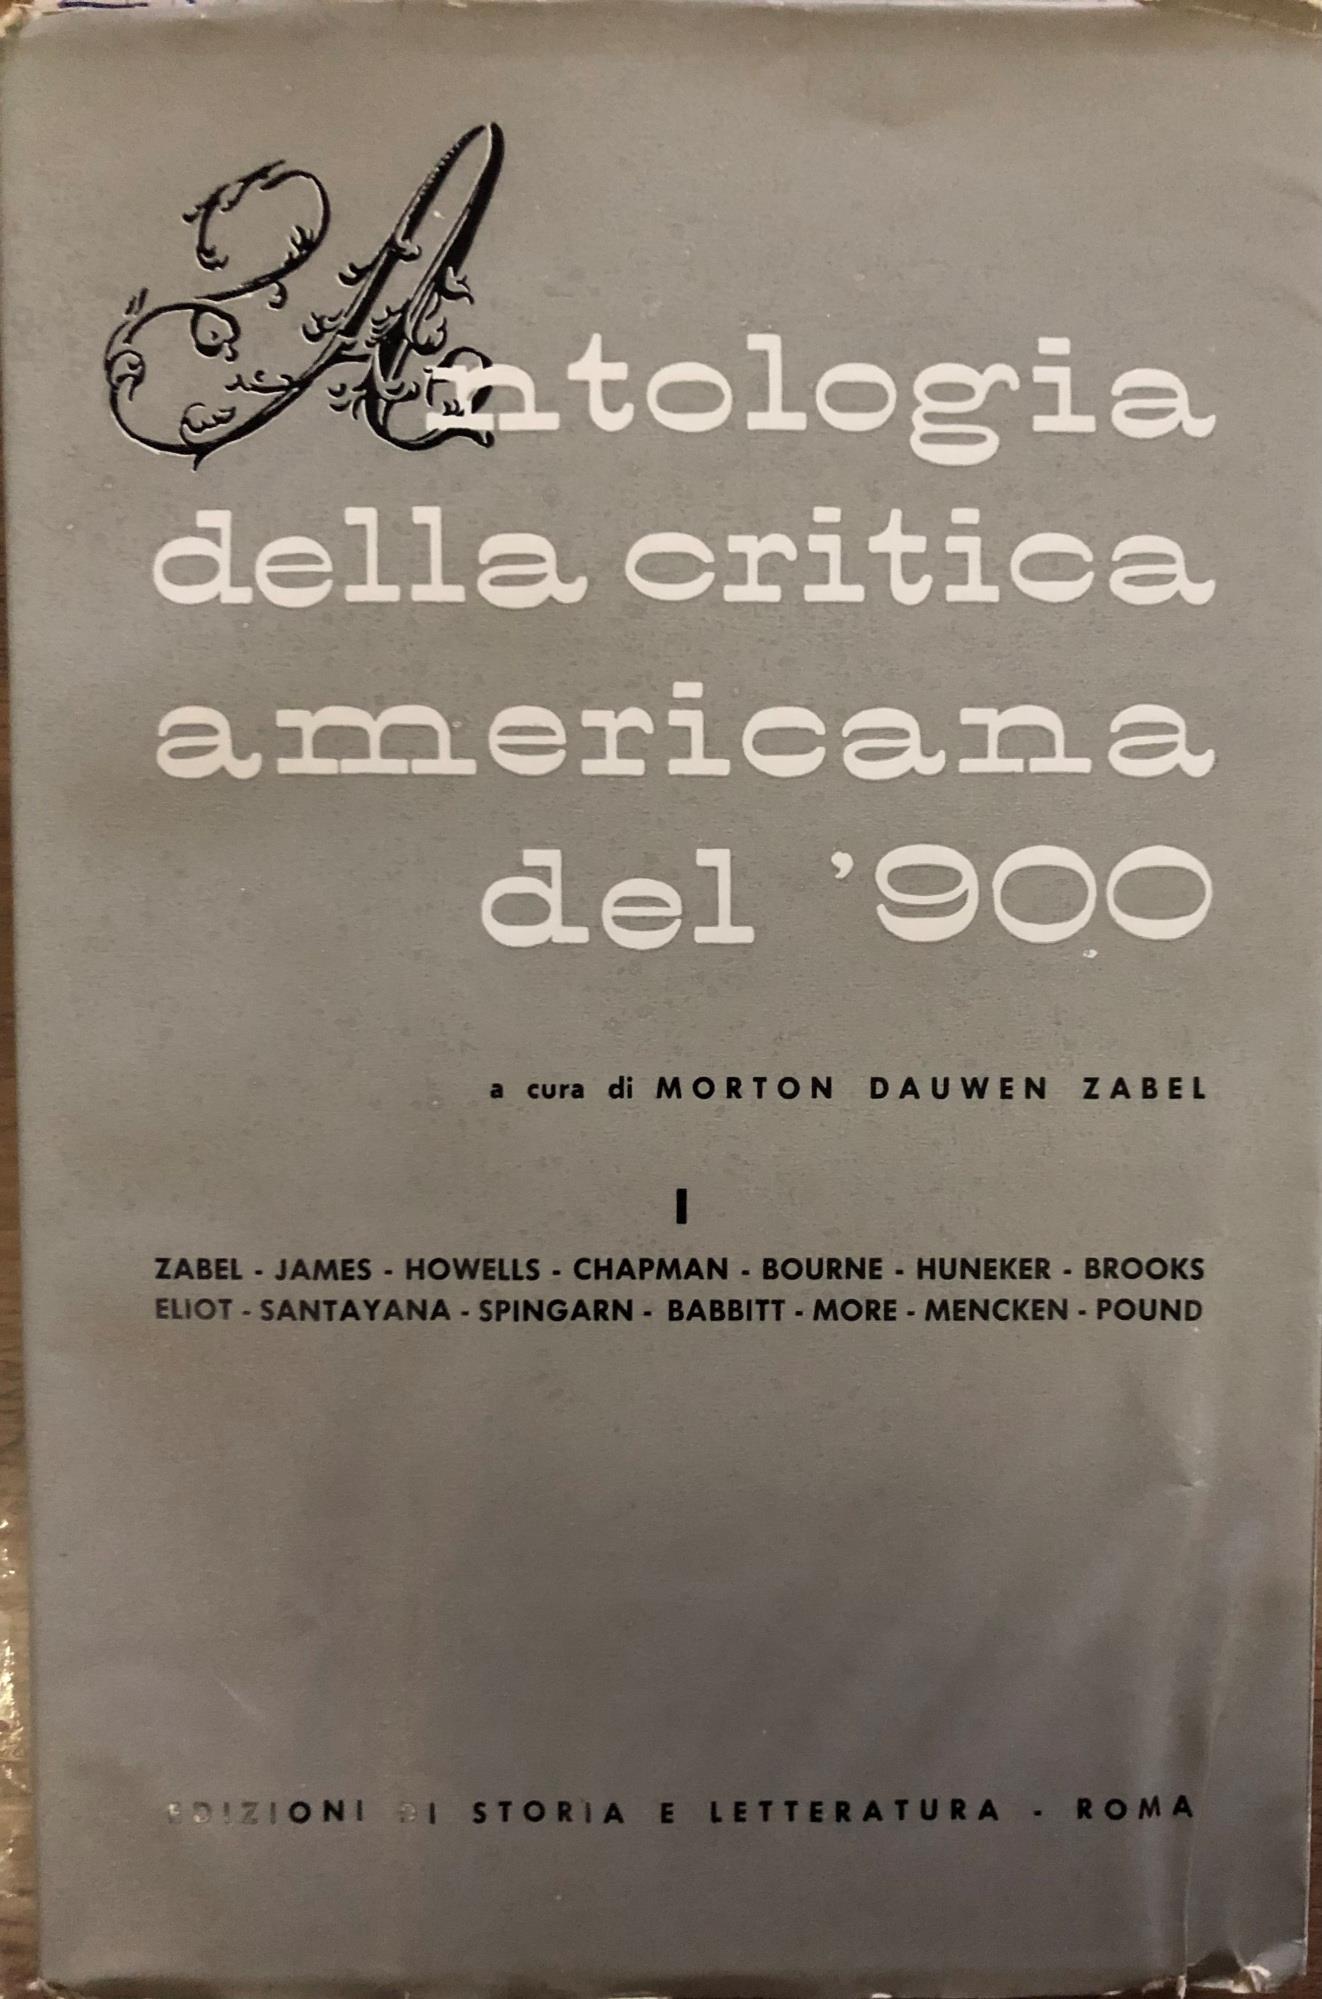 Antologia
della critica
americana
del '900
a cura di MORTON DAUWEN ZABEL
I
ZABEL - JAMES - HOWELLS - CHAPMAN - BOURNE - HUNEKER - BROOKS
ELIOT - SANTAYANA - SPINGARN - BABBITT - MORE - MENCKEN - POUND
EDIZIONI DI STORIA E LETTERATURA - ROMA